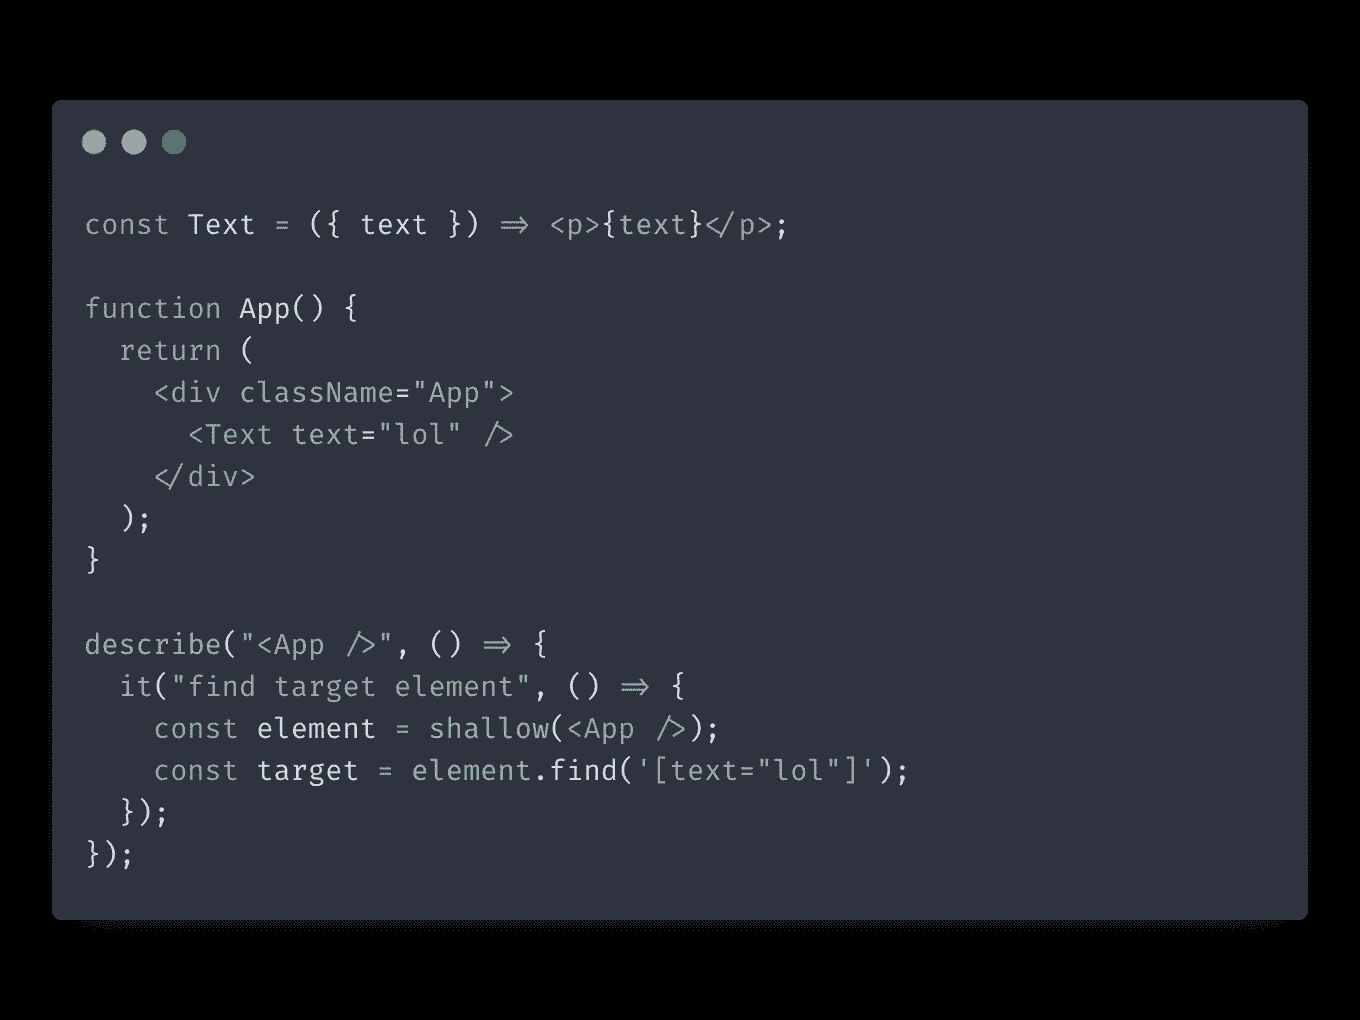 const Text = ({ text }) => <p>{text}</p>;
function App() {
  return (
    <div className="App">
      <Text text="lol" />
    </div>
  );
}
describe("<App />", () => {
  it("find target element", () => {
    const element = shallow(<App />);
    const target = element.find('[text="lol"]');
  });
});